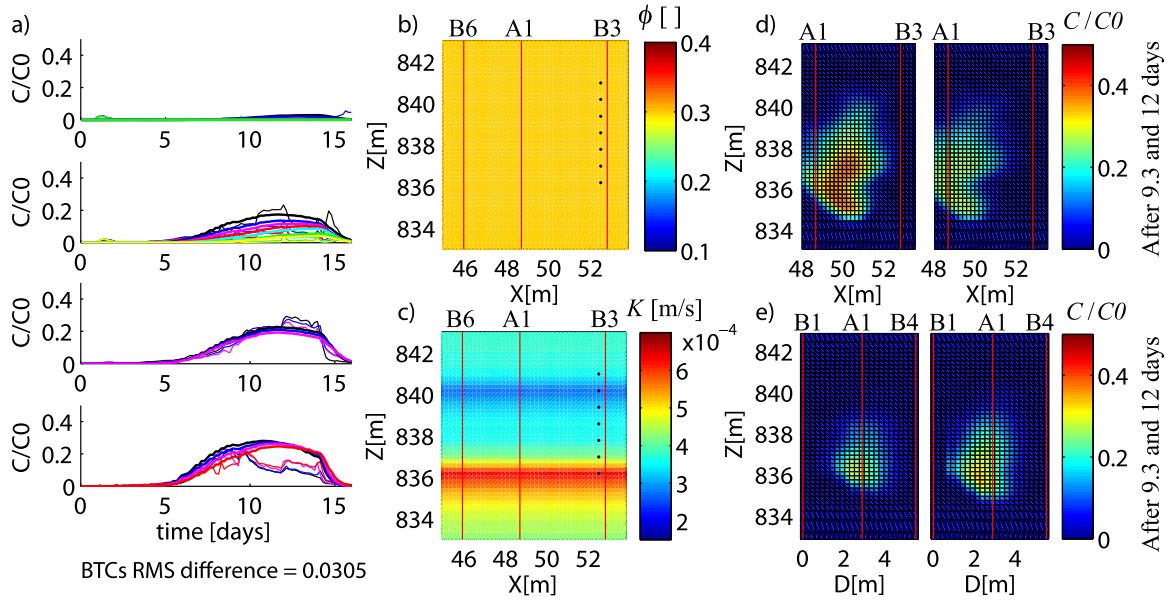 a)
C/C0
0.4
0.2
0
0 5 10 15
C/C0
0.4
0.2
0
0 5 10 15
C/C0
0.4
0.2
0
0 5 10 15
C/C0
0.4
0.2
0
0 5 10 15
time [days]
BTCs RMS difference = 0.0305
b)
ϕ [ ]
B6 A1 B3
Z[m]
842
840
838
836
834
46 48 50 52
X[m]
0.4
0.3
0.2
0.1
c)
K [m/s]
B6 A1 B3
x10⁻⁴
Z[m]
842
840
838
836
834
46 48 50 52
X[m]
6
5
4
3
2
d)
C/C0
A1 B3 A1 B3
Z[m]
842
840
838
836
834
48 50 52 48 50 52
X[m] X[m]
0.4
0.2
0
After 9.3 and 12 days
e)
C/C0
B1 A1 B4 B1 A1 B4
Z[m]
842
840
838
836
834
0 2 4 0 2 4
D[m] D[m]
0.4
0.2
0
After 9.3 and 12 days